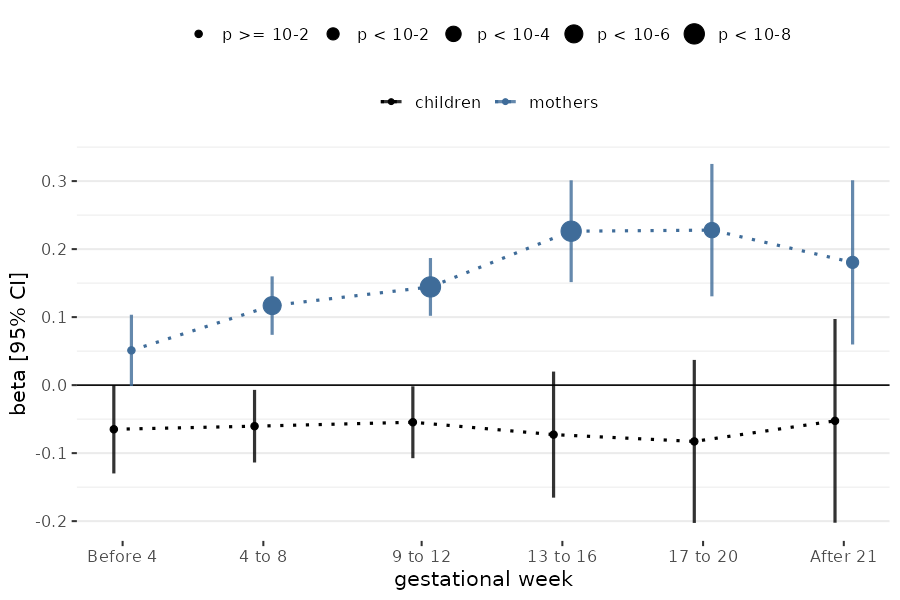 p >= 10-2 p < 10-2 p < 10-4 p < 10-6 p < 10-8
children mothers
0.3
0.2
0.1
0.0
-0.1
-0.2
beta [95% CI]
Before 4 4 to 8 9 to 12 13 to 16 17 to 20 After 21
gestational week